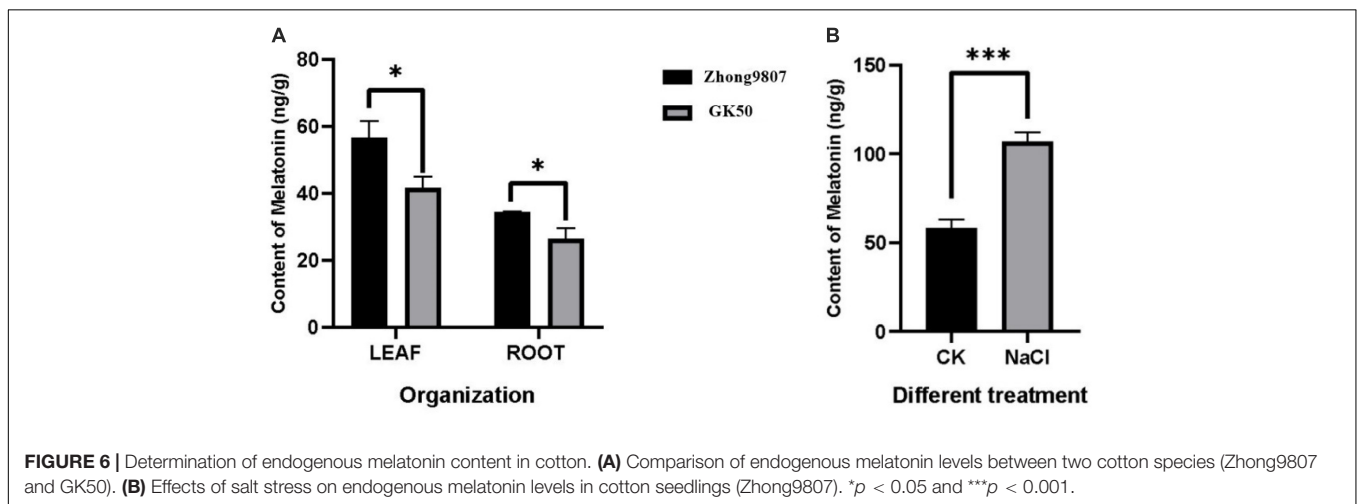 A
Content of Melatonin (ng/g)
80
60
40
20
0
*
*
LEAF
ROOT
Organization
Zhong9807
GK50
B
Content of Melatonin (ng/g)
150
100
50
0
***
CK
NaCl
Different treatment
FIGURE 6 | Determination of endogenous melatonin content in cotton. (A) Comparison of endogenous melatonin levels between two cotton species (Zhong9807
and GK50). (B) Effects of salt stress on endogenous melatonin levels in cotton seedlings (Zhong9807). *p < 0.05 and ***p < 0.001.